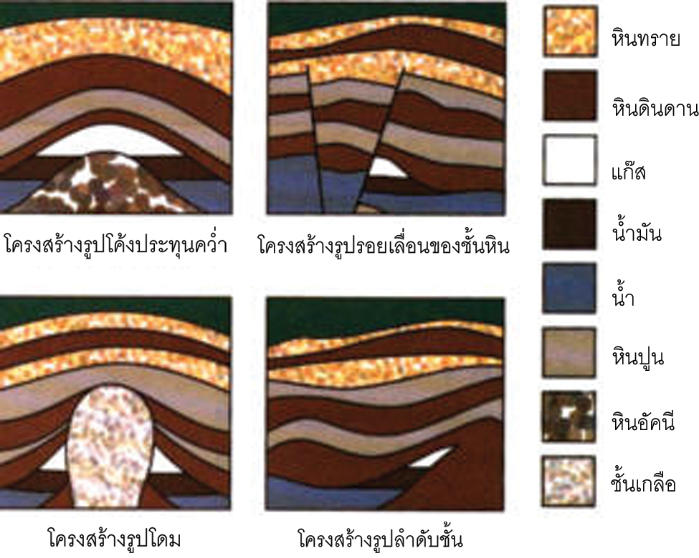 โครงสร้างรูปโค้งประทุนคว่ำ
โครงสร้างรูปรอยเลื่อนของชั้นหิน
โครงสร้างรูปโดม
โครงสร้างรูปลำดับชั้น
หินทราย
หินดินดาน
แก๊ส
น้ำมัน
น้ำ
หินปูน
หินอัคนี
ชั้นเกลือ